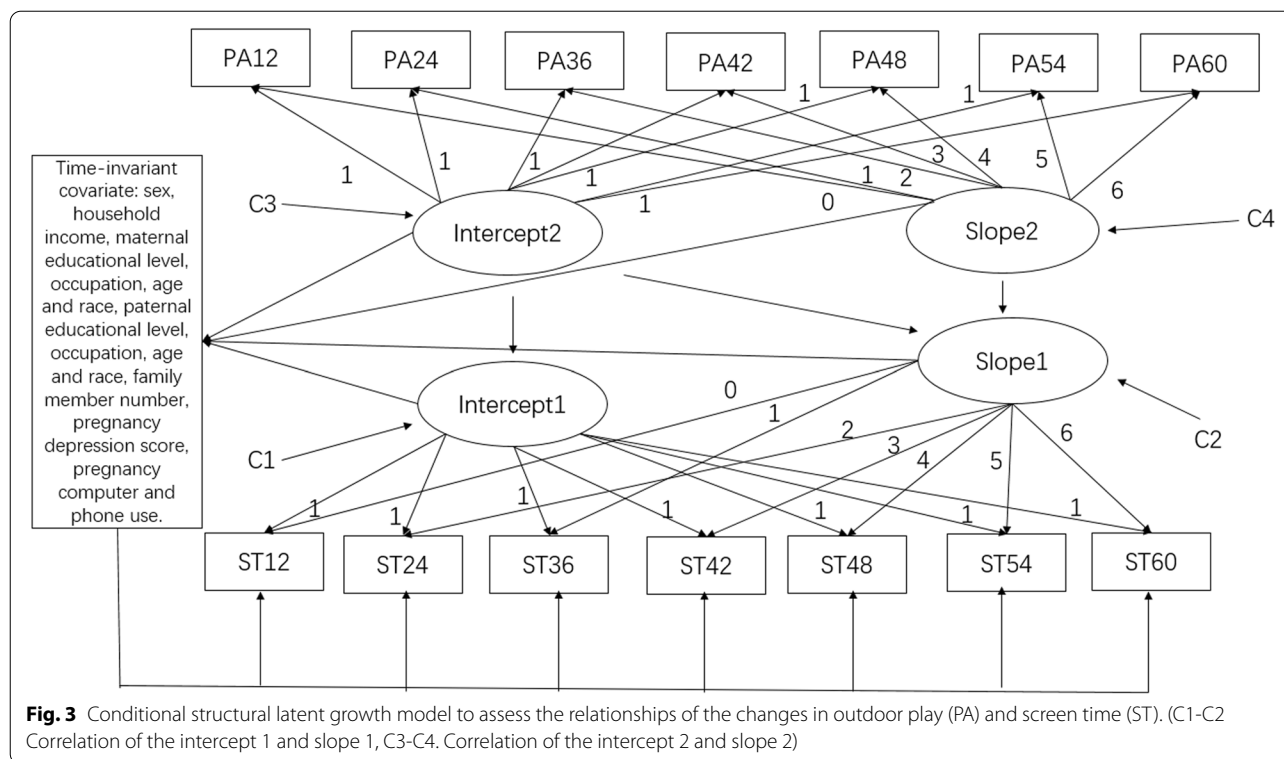 PA12 PA24 PA36 PA42 PA48 PA54 PA60
1 1
1 1 1 1 3 4 5
1 2 6
1 0
Time-invariant
covariate: sex,
household
income, maternal
educational level,
occupation, age
and race, paternal
educational level,
occupation, age
and race, family
member number,
pregnancy
depression score,
pregnancy
computer and
phone use.
C3
Intercept2
Slope2
C4
Slope1
Intercept1
C1
C2
0
1
2 3 4 5 6
1 1 1 1 1 1 1
ST12 ST24 ST36 ST42 ST48 ST54 ST60
Fig. 3 Conditional structural latent growth model to assess the relationships of the changes in outdoor play (PA) and screen time (ST). (C1-C2
Correlation of the intercept 1 and slope 1, C3-C4. Correlation of the intercept 2 and slope 2)